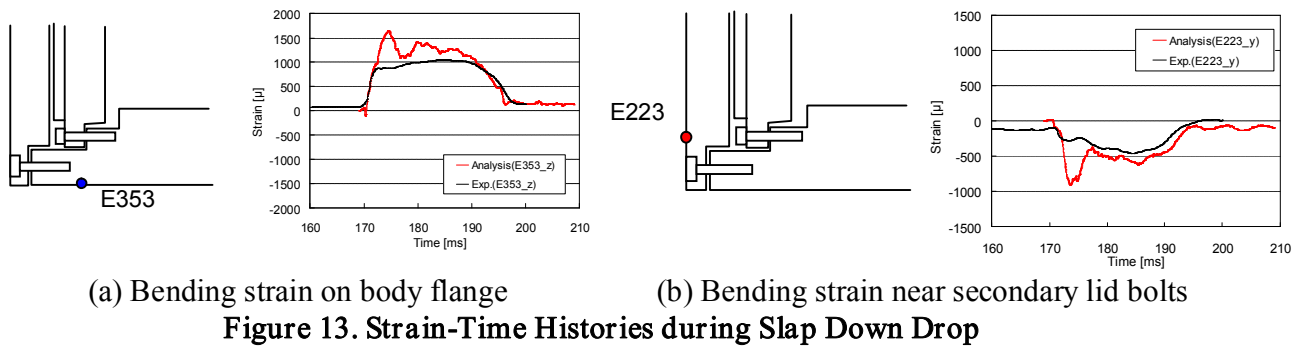 2000
1500
1000
500
0
-500
-1000
-1500
-2000
Strain [μ]
160 170 180 190 200 210
Time [ms]
Analysis(E353_z)
Exp.(E353_z)
E353
E223
1500
1000
500
0
-500
-1000
-1500
Strain [μ]
160 170 180 190 200 210
Time [ms]
Analysis(E223_y)
Exp.(E223_y)
(a) Bending strain on body flange
(b) Bending strain near secondary lid bolts
Figure 13. Strain-Time Histories during Slap Down Drop